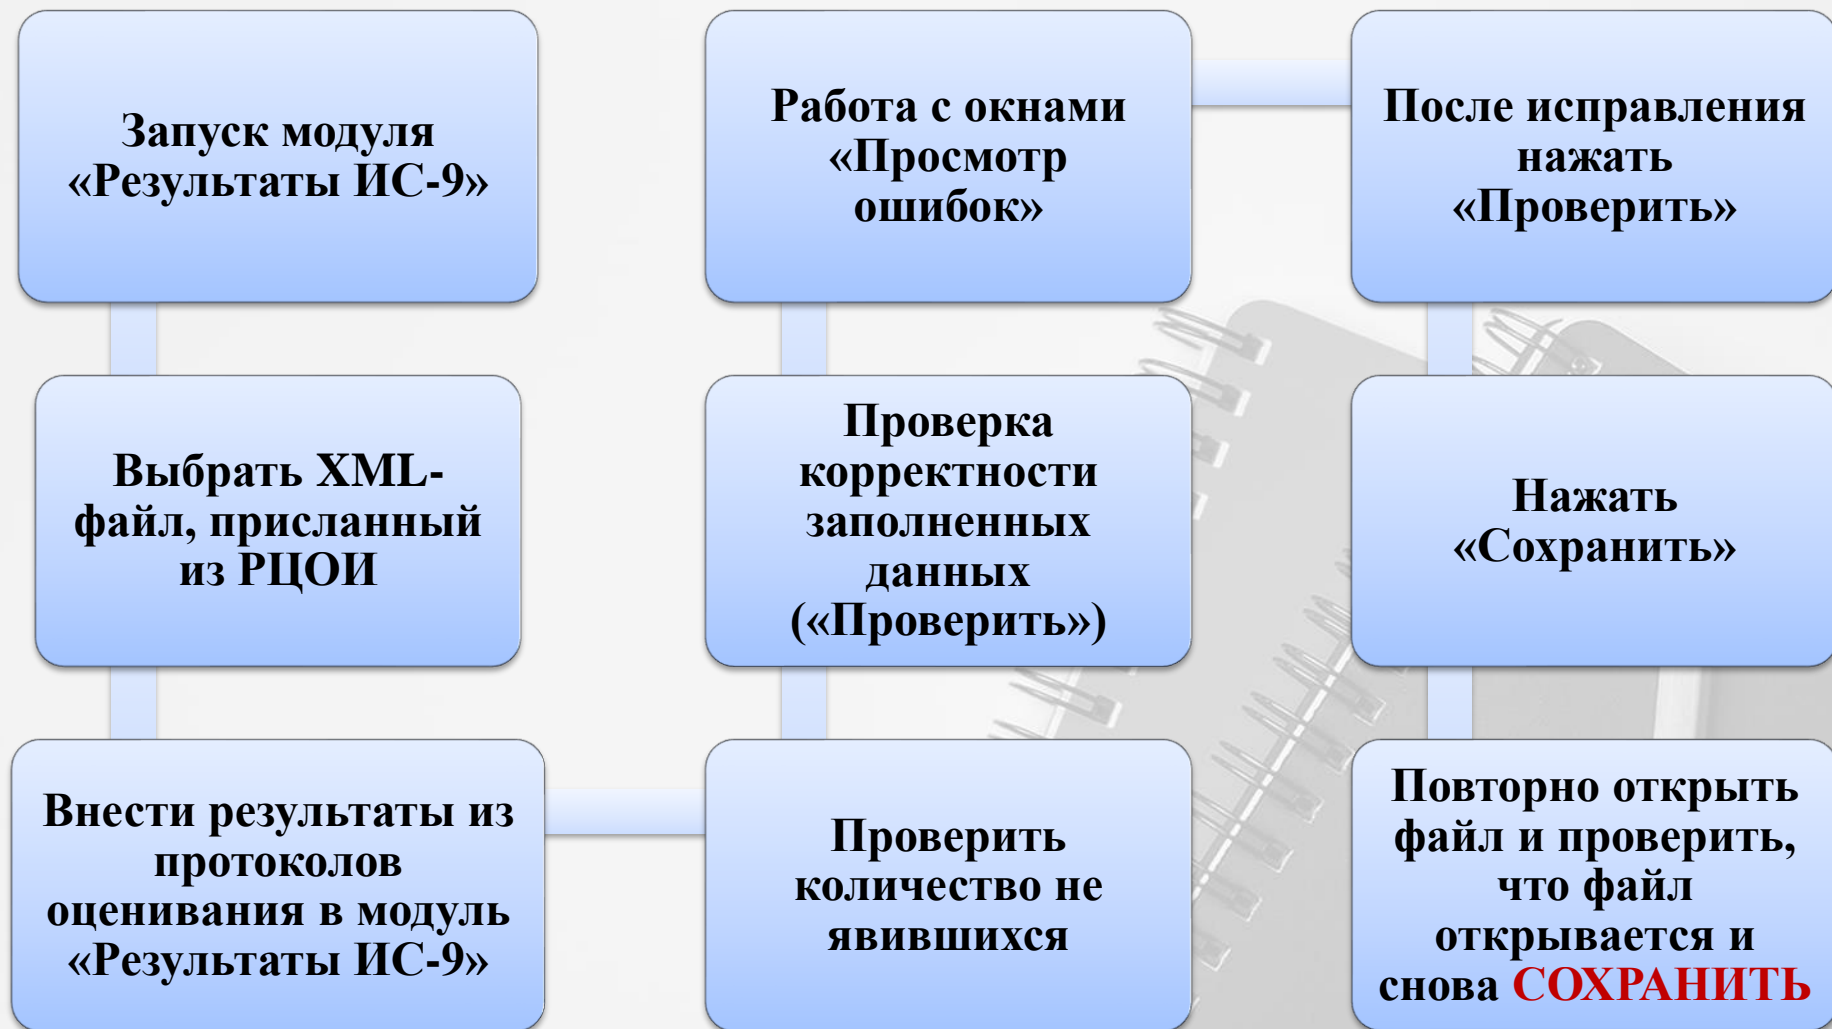 Запуск модуля
«Результаты ИС-9»
Выбрать XML-
файл, присланный
из РЦОИ
Внести результаты из
протоколов
оценивания в модуль
«Результаты ИС-9»
Проверить
количество не
явившихся
Проверка
корректности
заполненных
данных
(«Проверить»)
Работа с окнами
«Просмотр
ошибок»
После исправления
нажать
«Проверить»
Нажать
«Сохранить»
Повторно открыть
файл и проверить,
что файл
открывается и
снова СОХРАНИТЬ